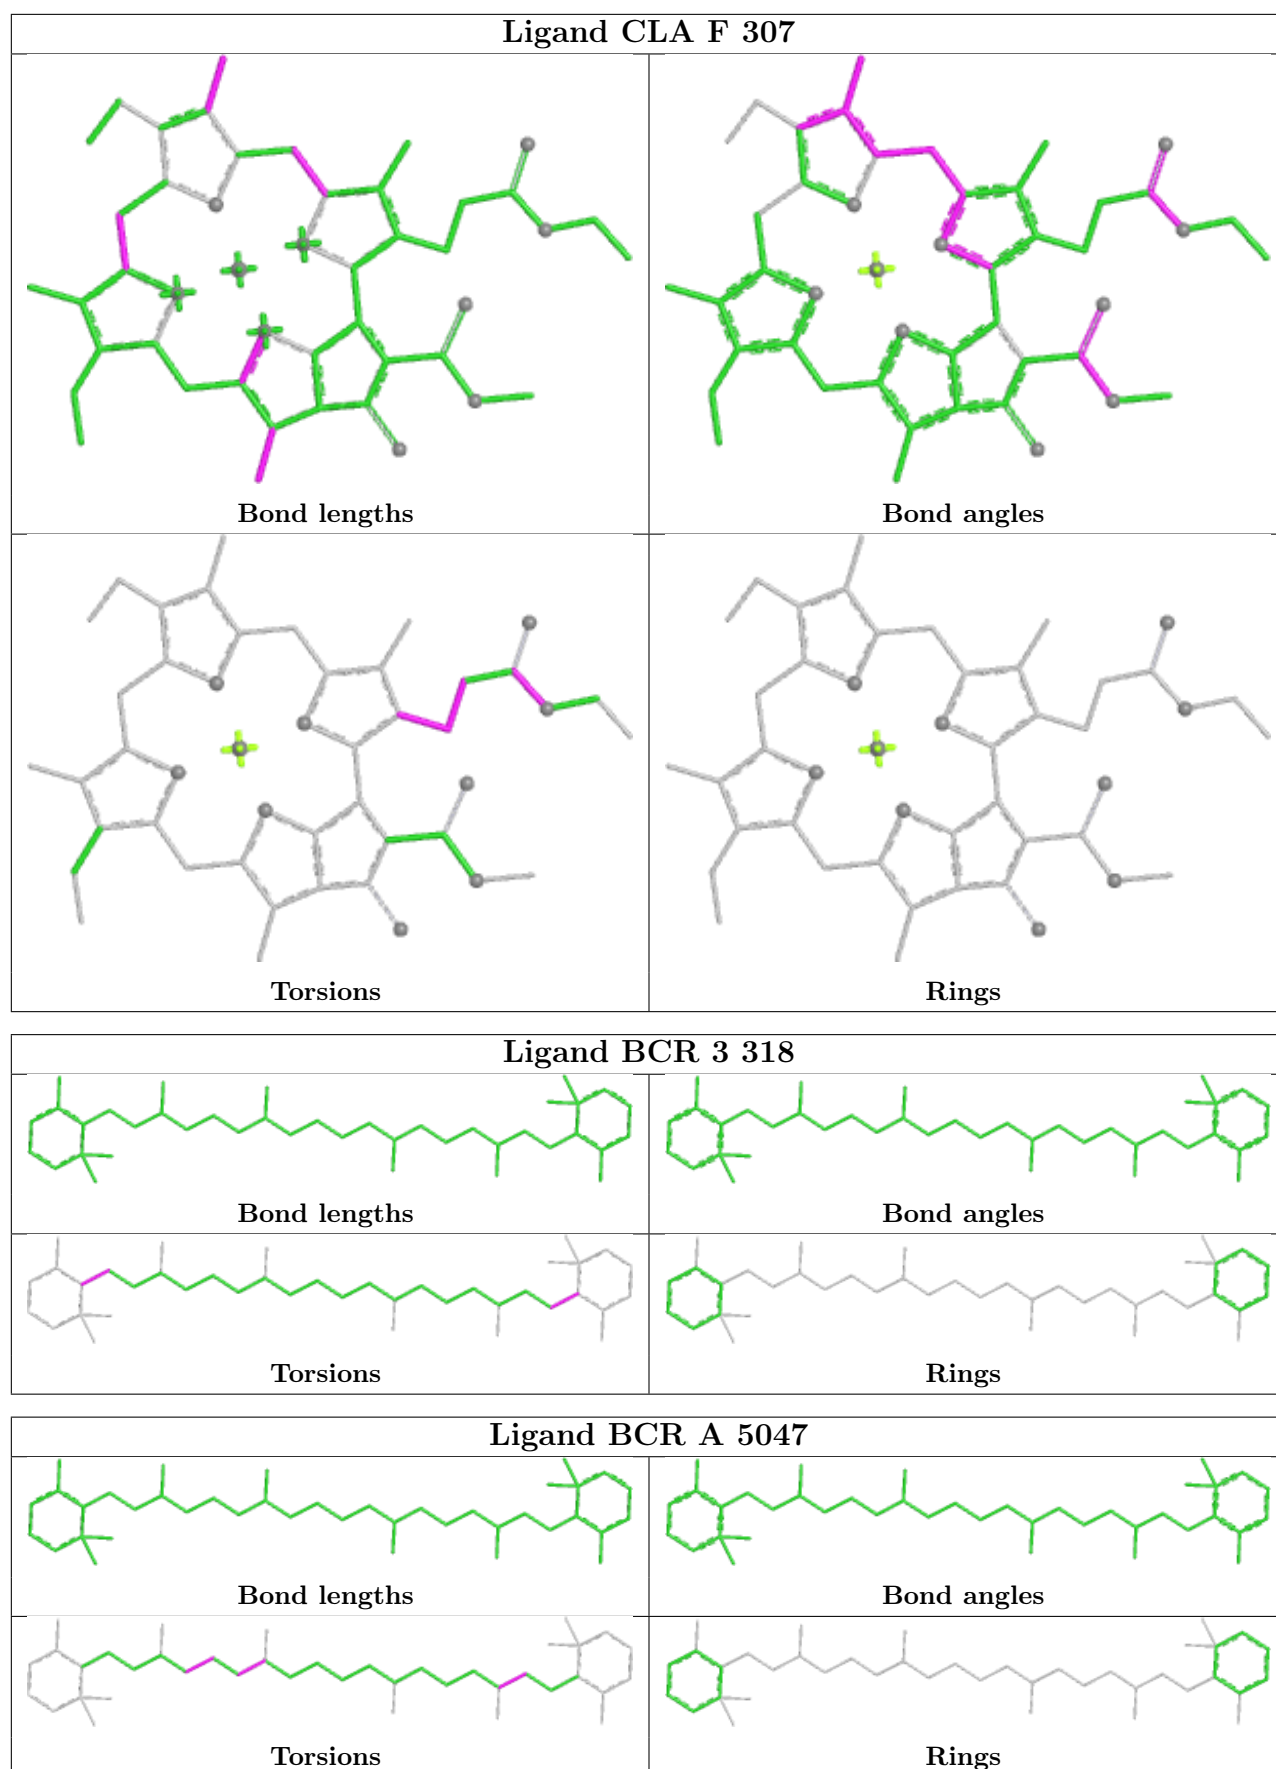 Ligand CLA F 307
Bond lengths
Bond angles
Torsions
Rings
Ligand BCR 3 318
Bond lengths
Bond angles
Torsions
Rings
Ligand BCR A 5047
Bond lengths
Bond angles
Torsions
Rings